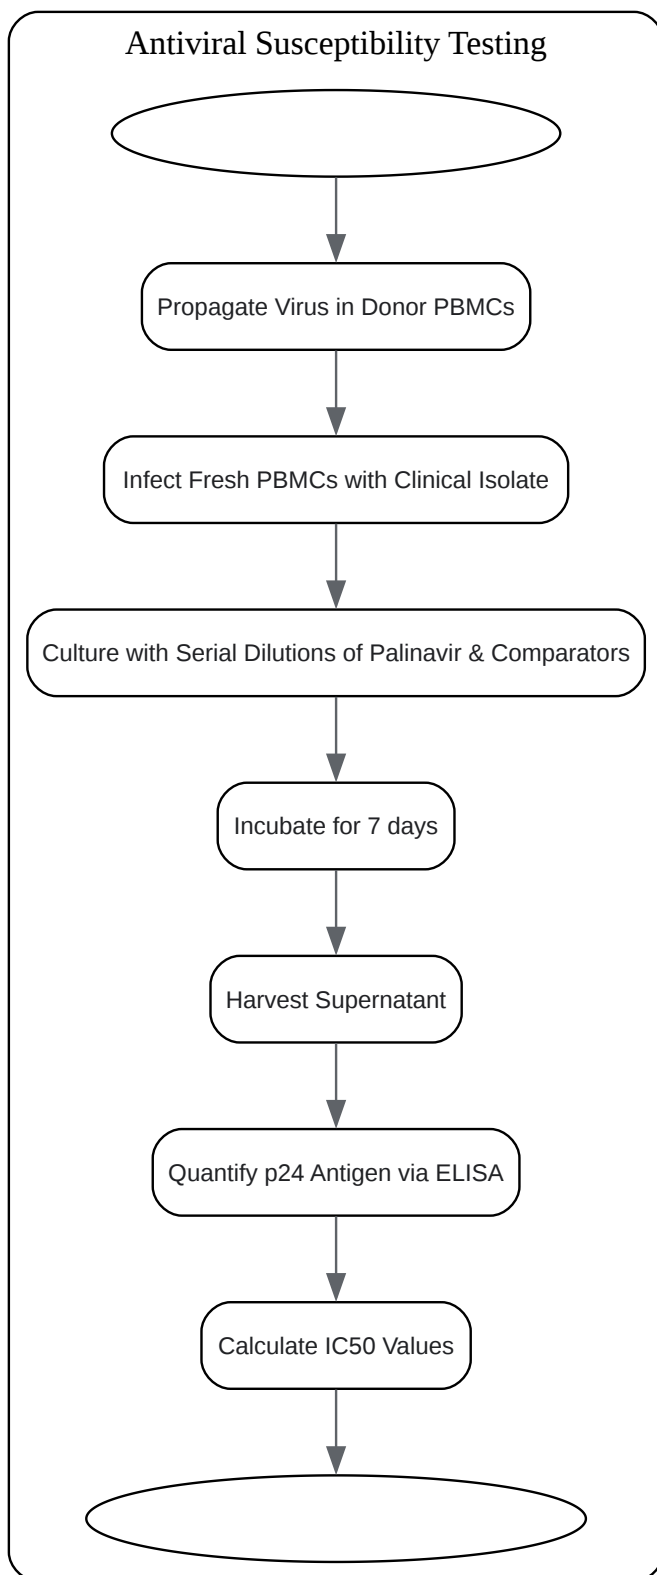 Antiviral Susceptibility Testing
Propagate Virus in Donor PBMCs
Infect Fresh PBMCs with Clinical Isolate
Culture with Serial Dilutions of Palinavir & Comparators
Incubate for 7 days
Harvest Supernatant
Quantify p24 Antigen via ELISA
Calculate IC50 Values